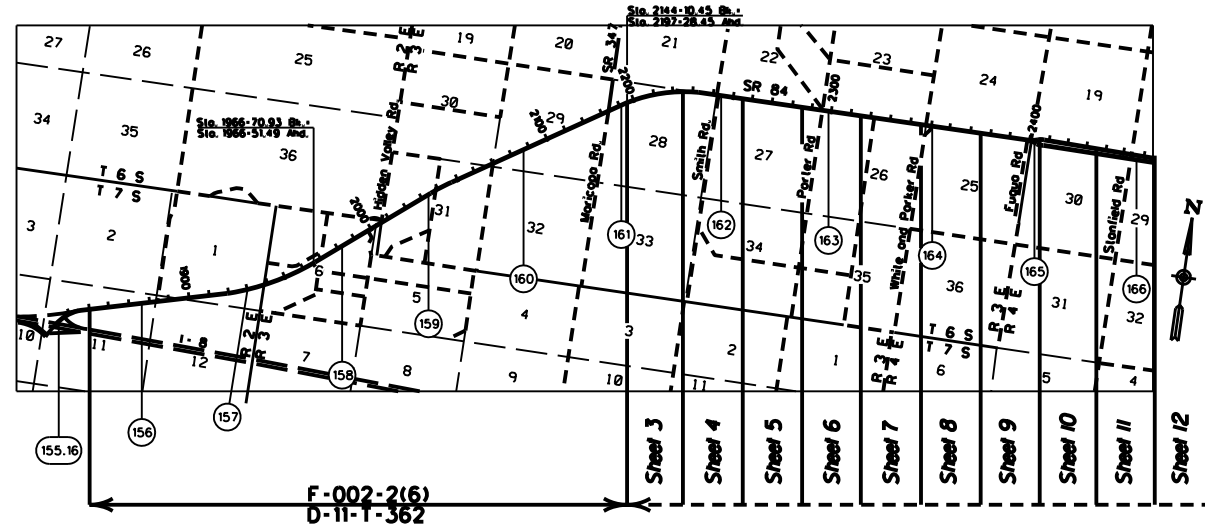 Sta. 2144+10.45 Bk.=
Sta. 2197+28.45 Ahd.
27
26
25
R 2 E
R 3 E
19
20
SR 347
21
22
23
24
19
34
35
36
Sta. 1966+70.93 Bk.=
Sta. 1966+51.49 Ahd.
30
29
2100
2200
28
SR 84
2300
27
26
25
2400
30
29
Hidden Valley Rd.
Maricopa Rd.
Smith Rd.
Porter Rd
White and Parker Rd
Fuqua Rd
Stanfield Rd
T 6 S
T 7 S
3
2
1
1900
2000
6
31
32
33
34
35
36
31
32
5
4
3
2
1
6
5
4
161
162
163
164
165
166
160
159
158
157
156
155.16
R 3 E
R 4 E
T 6 S
T 7 S
R 2 E
R 3 E
R 3 E
R 4 E
10
11
I-8
12
7
8
9
10
11
N
Sheet 3
Sheet 4
Sheet 5
Sheet 6
Sheet 7
Sheet 8
Sheet 9
Sheet 10
Sheet 11
Sheet 12
F-002-2(6)
D-11-T-362